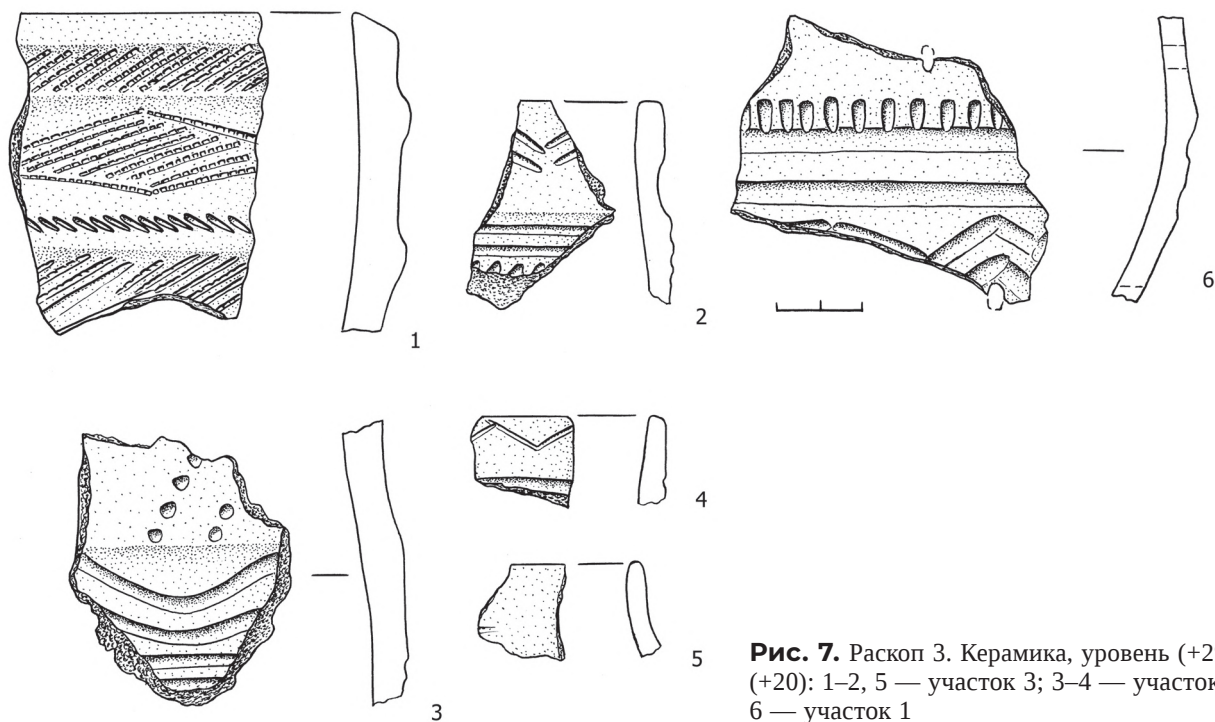 1
2
6
3
4
5
Рис. 7. Раскоп 3. Керамика, уровень (+2
(+20): 1–2, 5 — участок 3; 3–4 — участок
6 — участок 1